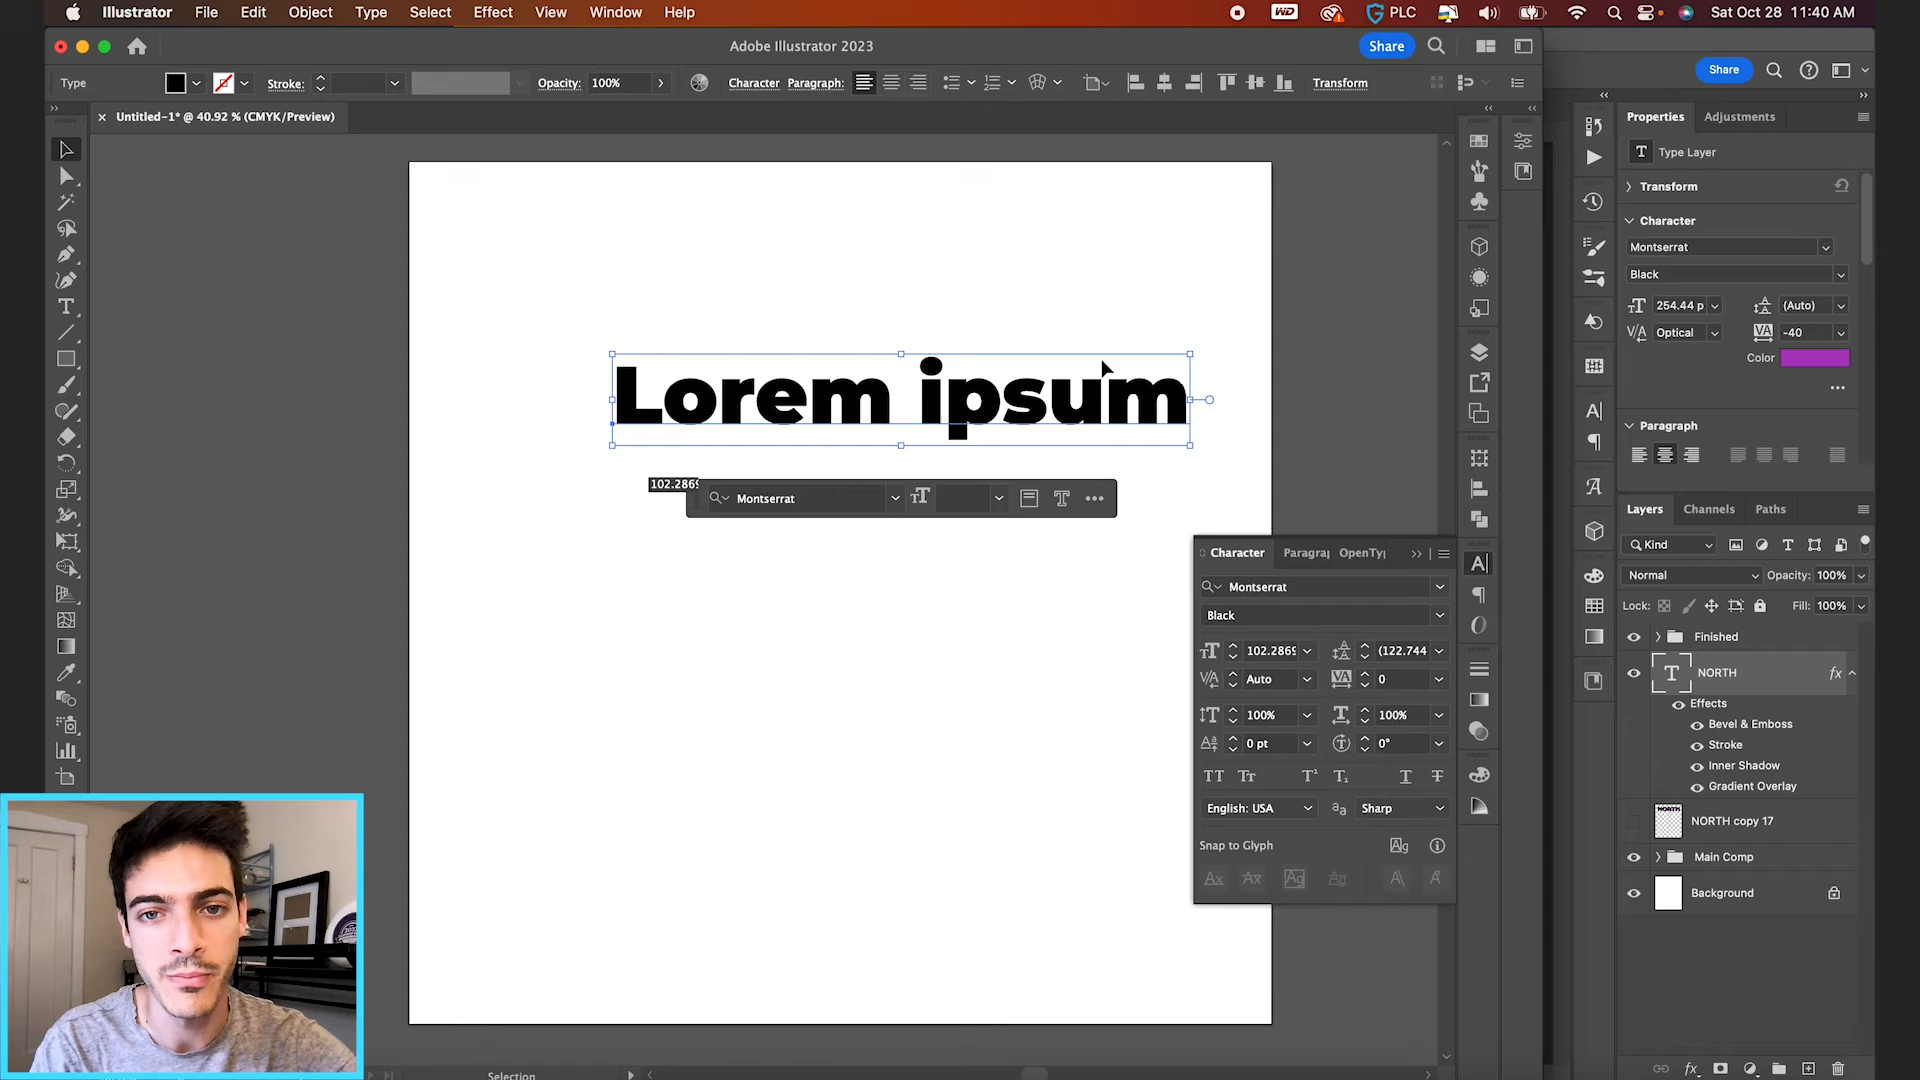 Illustrator File Edit Object Type Select Effect View Window Help
WD PLC Sat Oct 28 11:40 AM
Adobe Illustrator 2023
Share
Share
Type Stroke: Opacity: 100% Character Paragraph: Transform
Untitled-1* @ 40.92 % (CMYK/Preview)
Lorem ipsum
102.2869
Montserrat
Character Paragra OpenTy
Montserrat
Black
102.2869 (122.744
Auto 0
100% 100%
0 pt 0°
English: USA Sharp
Snap to Glyph
Selection
Properties Adjustments
Type Layer
Transform
Character
Montserrat
Black
254.44 p (Auto)
Optical -40
Color
Paragraph
Layers Channels Paths
Kind
Normal Opacity: 100%
Lock: Fill: 100%
Finished
NORTH fx
Effects
Bevel & Emboss
Stroke
Inner Shadow
Gradient Overlay
NORTH copy 17
Main Comp
Background
fx